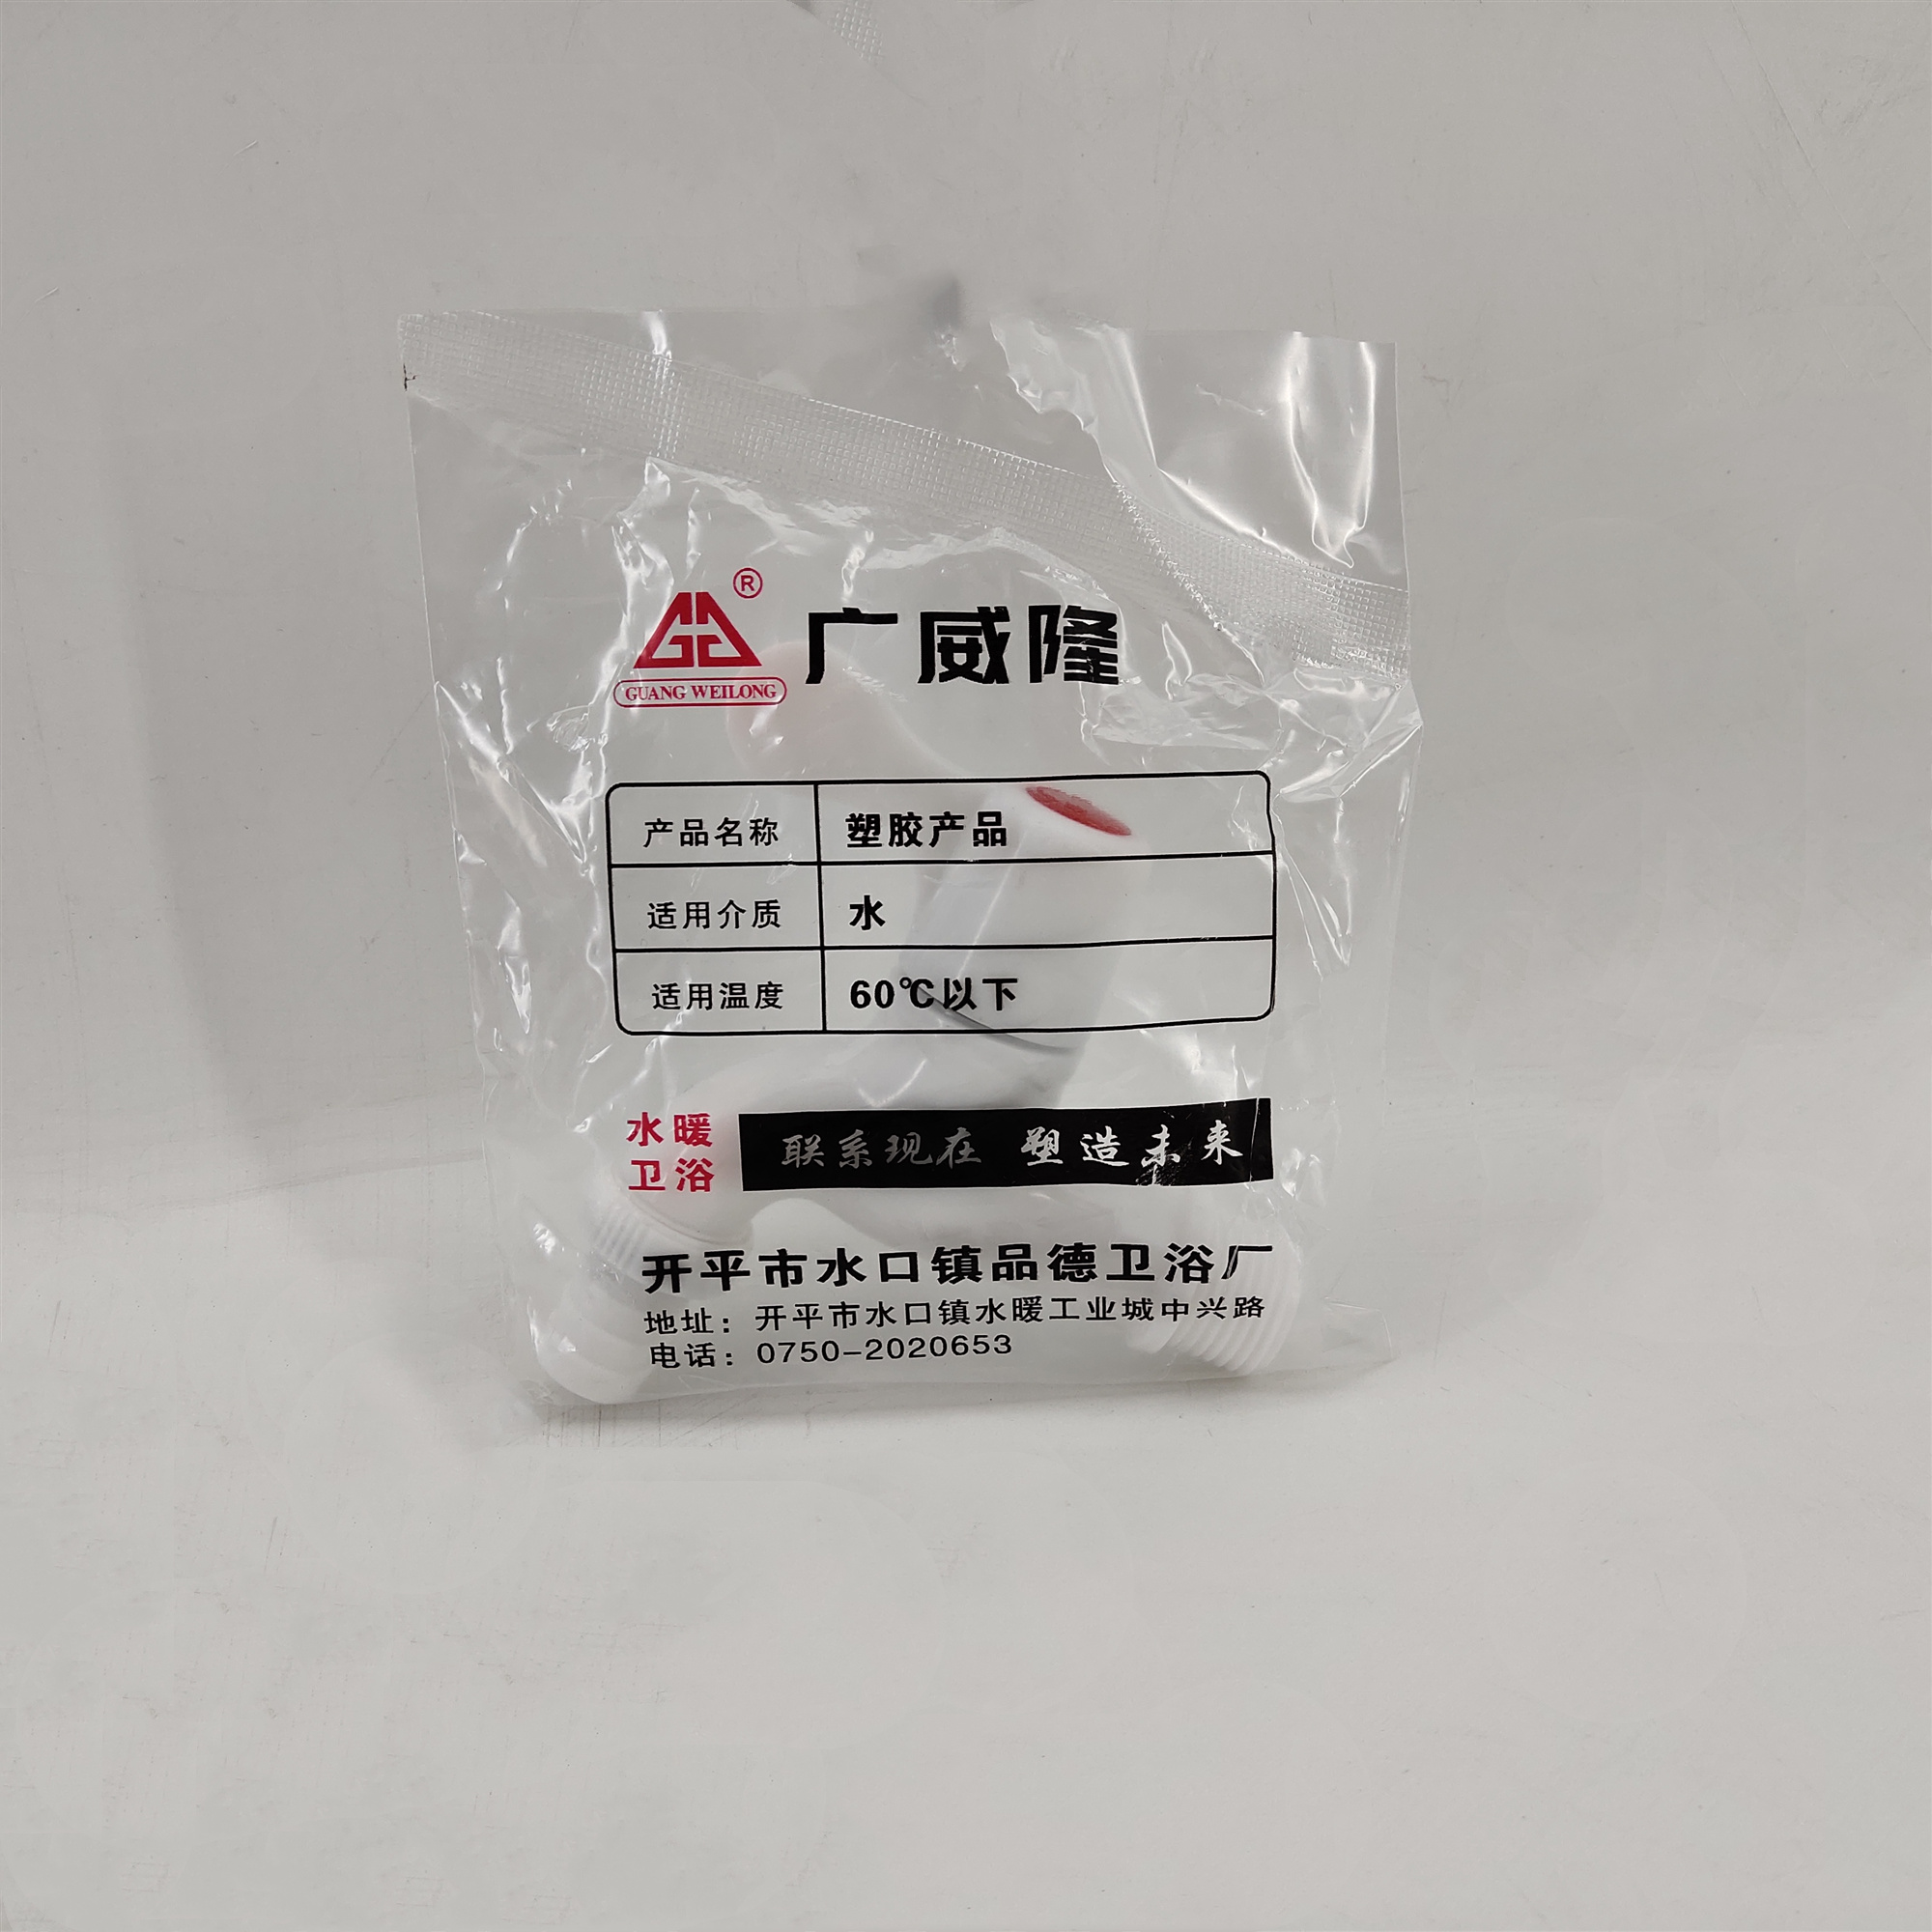 ®
广威隆
GUANG WEILONG
产品名称 塑胶产品
适用介质 水
适用温度 60℃以下
水暖
卫浴
联系现在 塑造未来
开平市水口镇品德卫浴厂
地址：开平市水口镇水暖工业城中兴路
电话：0750-2020653